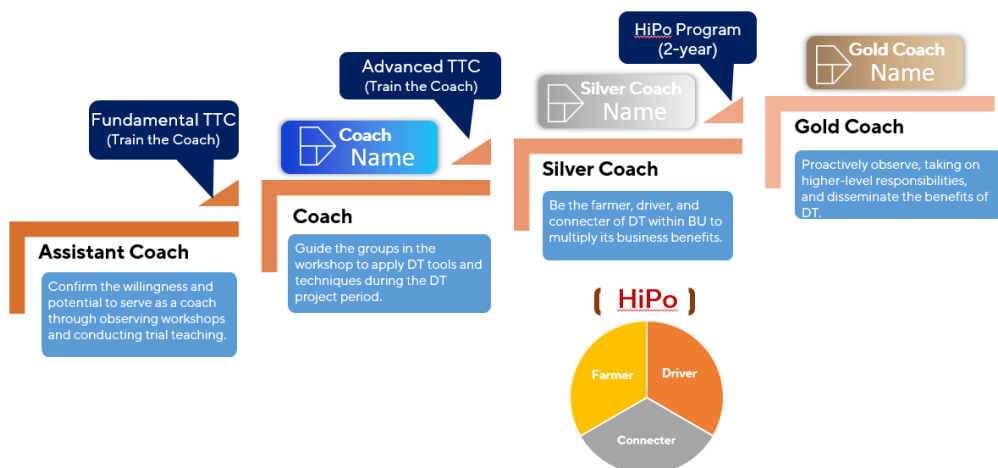 Fundamental TTC
(Train the Coach)
Assistant Coach
Confirm the willingness and
potential to serve as a coach
through observing workshops
and conducting trial teaching.
Coach
Name
Advanced TTC
(Train the Coach)
Coach
Guide the groups in the
workshop to apply DT tools and
techniques during the DT
project period.
Silver Coach
Name
HiPo Program
(2-year)
Silver Coach
Be the farmer, driver, and
connecter of DT within BU to
multiply its business benefits.
Gold Coach
Name
Gold Coach
Proactively observe, taking on
higher-level responsibilities,
and disseminate the benefits of
DT.
( HiPo )
Farmer
Driver
Connecter